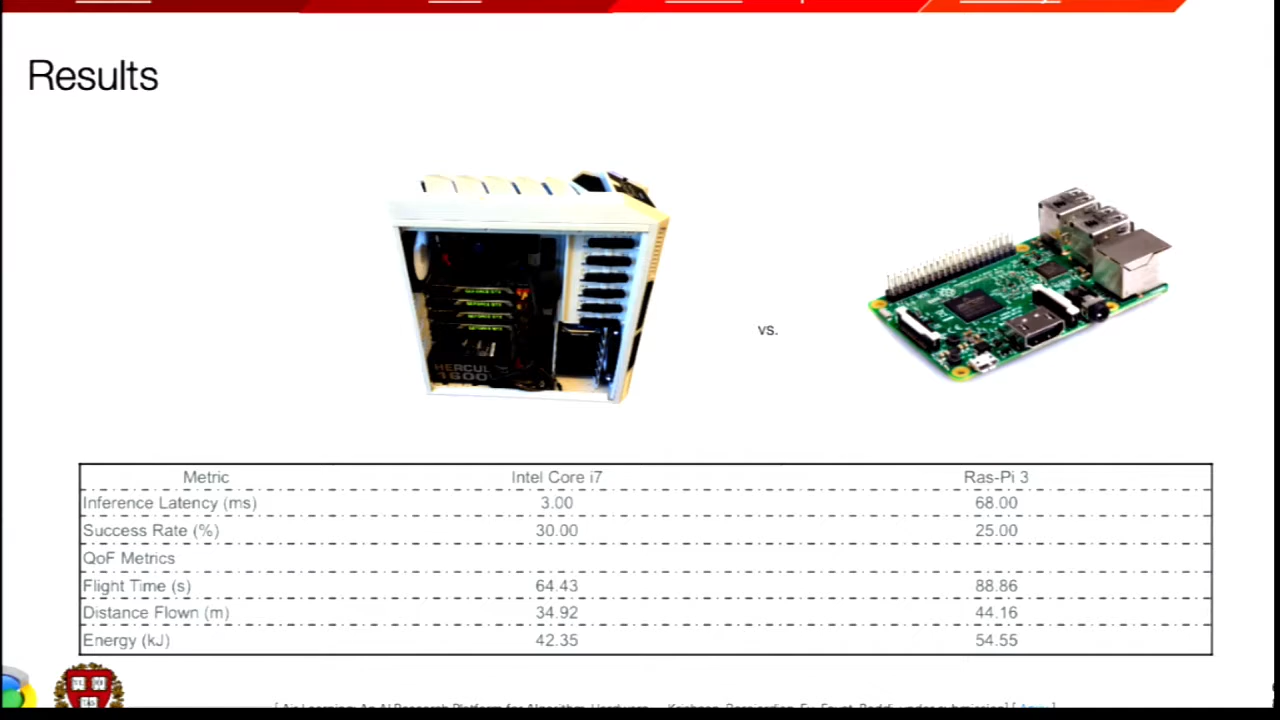 Results
HERCUL
1600
vs.
Metric Intel Core i7 Ras-Pi 3
Inference Latency (ms) 3.00 68.00
Success Rate (%) 30.00 25.00
QoF Metrics
Flight Time (s) 64.43 88.86
Distance Flown (m) 34.92 44.16
Energy (kJ) 42.35 54.55